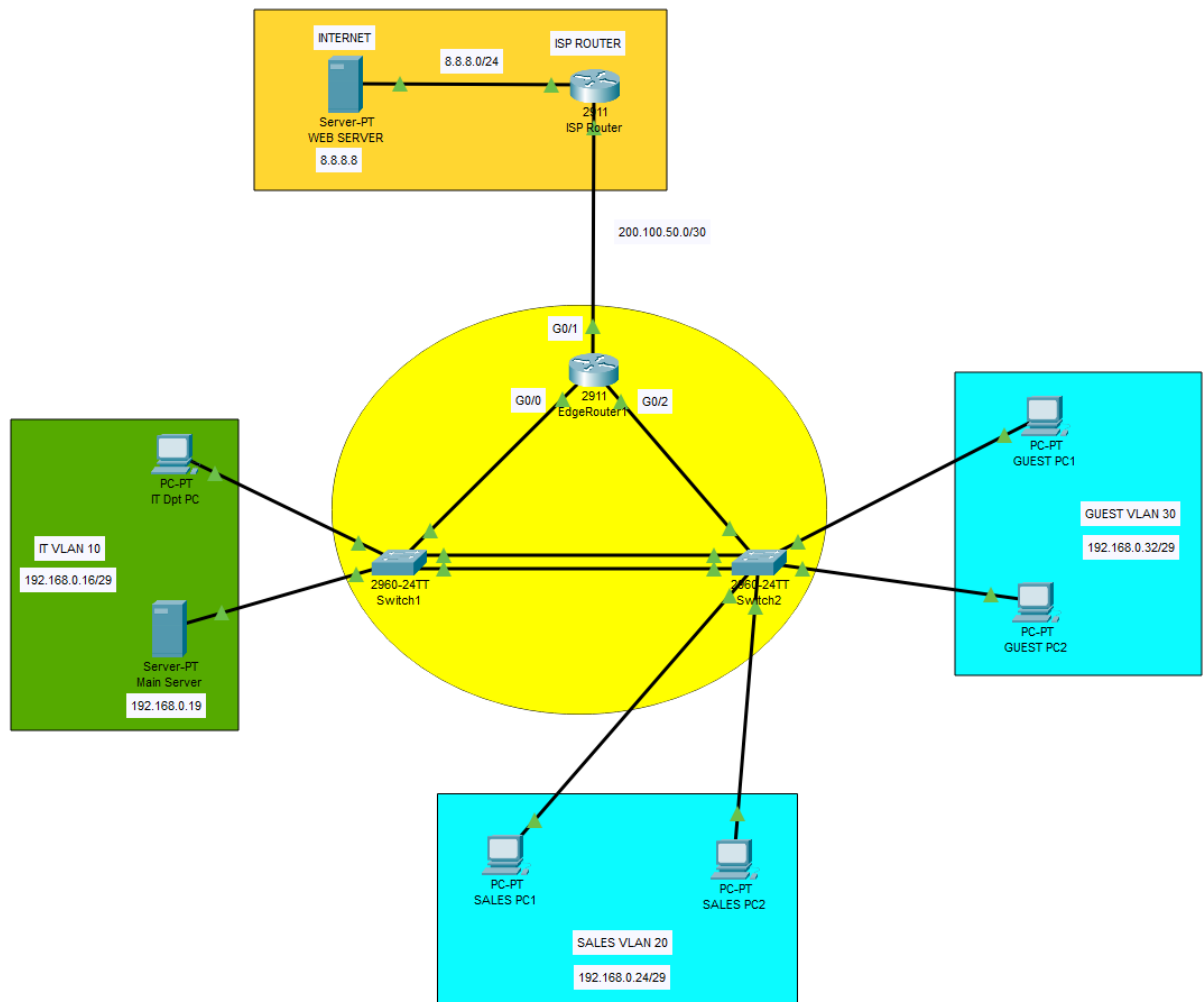 INTERNET
ISP ROUTER
8.8.8.0/24
Server-PT
WEB SERVER
8.8.8.8
2911
ISP Router
200.100.50.0/30
G0/1
2911
EdgeRouter1
G0/0
G0/2
PC-PT
IT Dpt PC
IT VLAN 10
192.168.0.16/29
Server-PT
Main Server
192.168.0.19
2960-24TT
Switch1
2960-24TT
Switch2
PC-PT
GUEST PC1
GUEST VLAN 30
192.168.0.32/29
PC-PT
GUEST PC2
PC-PT
SALES PC1
PC-PT
SALES PC2
SALES VLAN 20
192.168.0.24/29